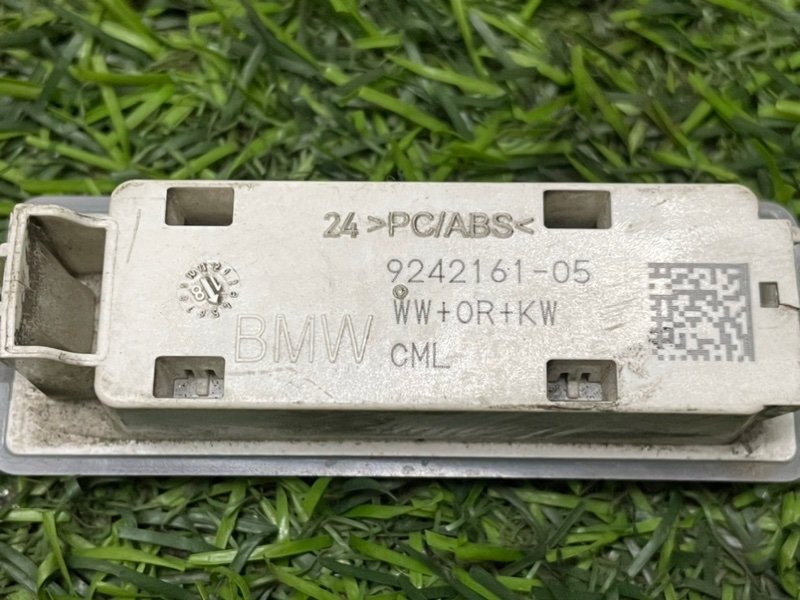 24 >PC/ABS<
9242161-05
WW+OR+KW
BMW
CML